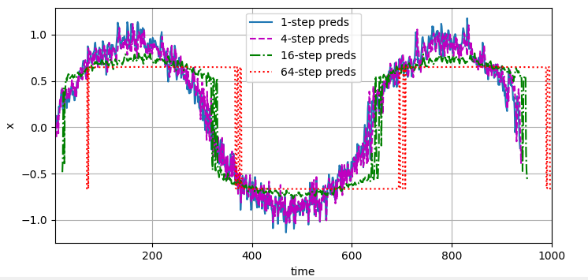 1-step preds
4-step preds
16-step preds
64-step preds
1.0
0.5
0.0
−0.5
−1.0
x
200
400
600
800
1000
time